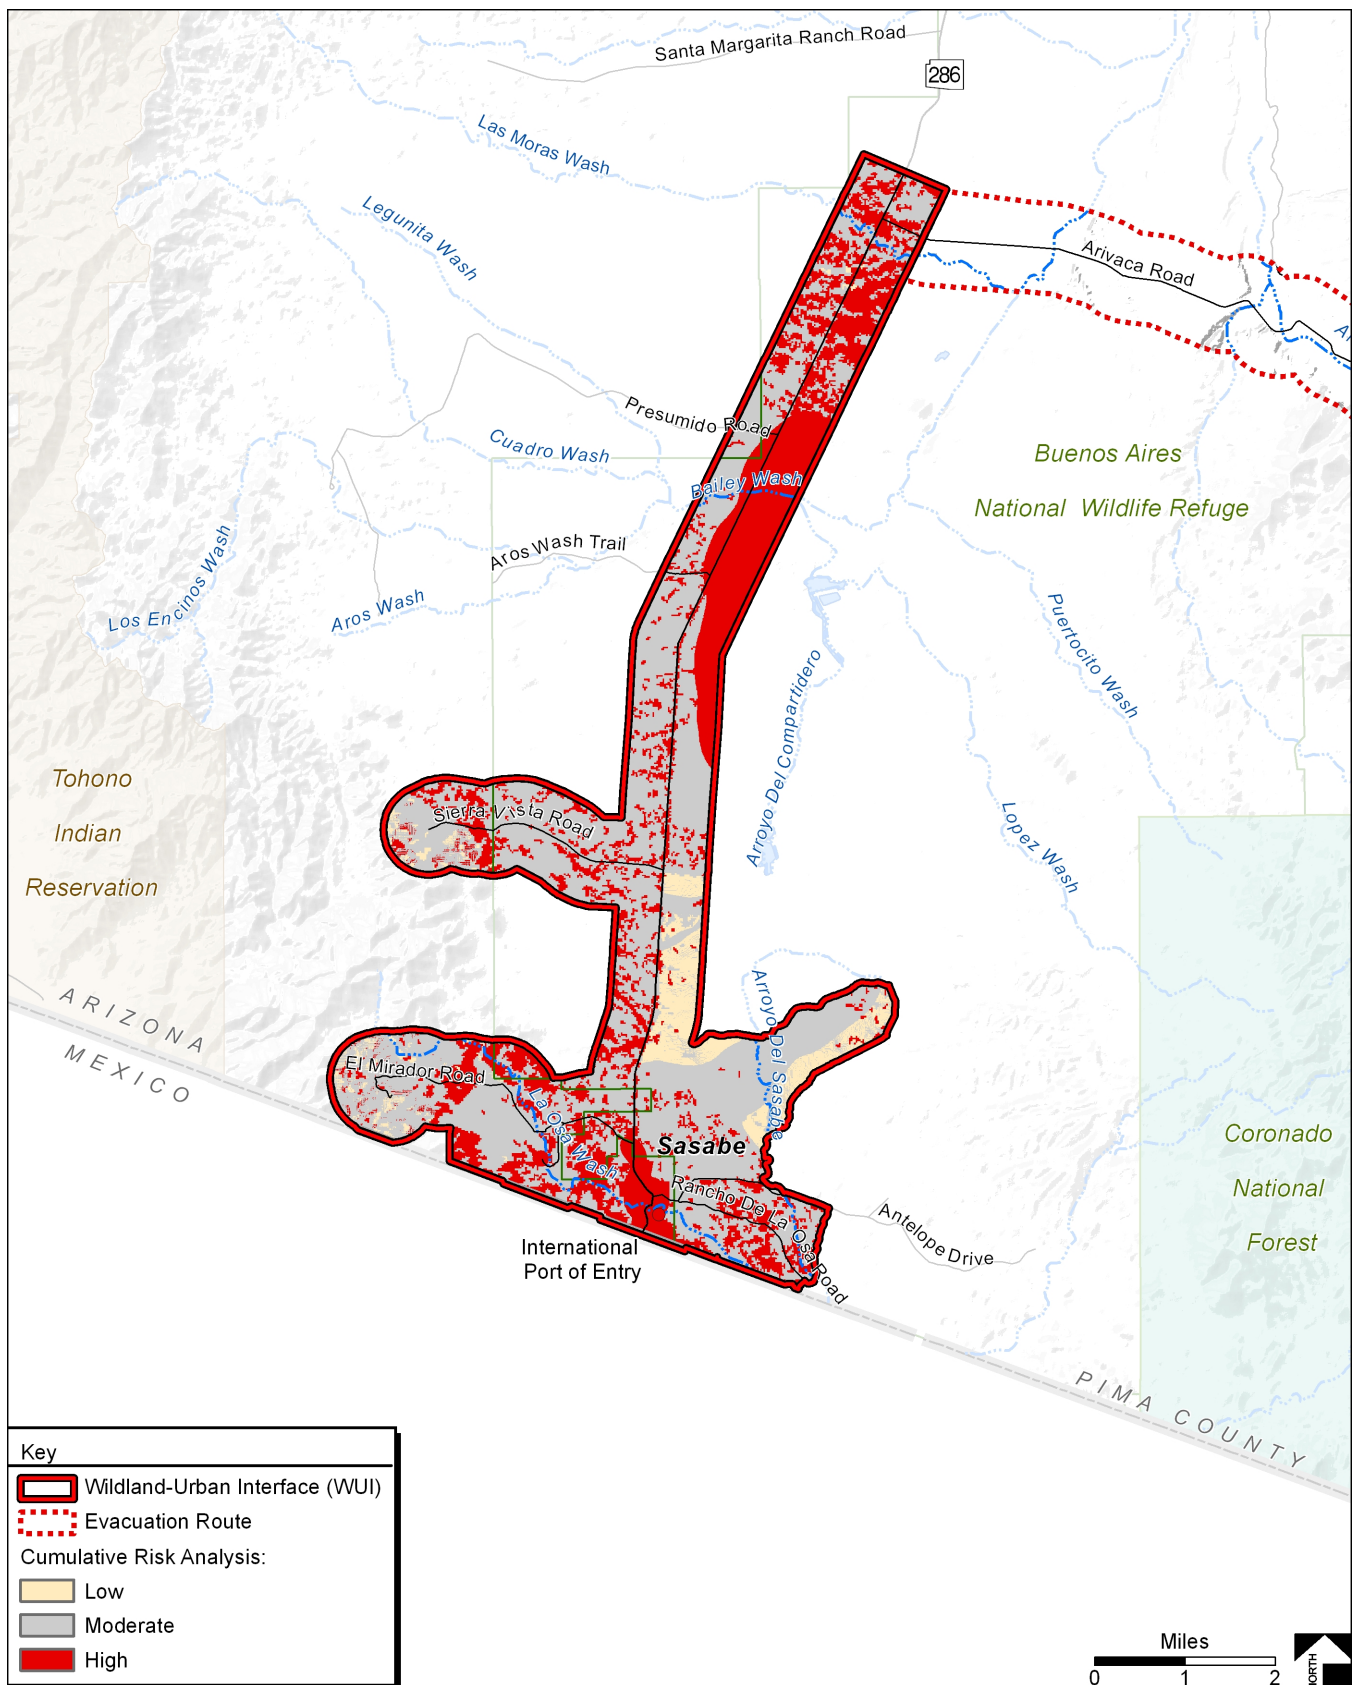 Santa Margarita Ranch Road
286
Las Moras Wash
Legunita Wash
Arivaca Road
Presumido Road
Cuadro Wash
Bailey Wash
Buenos Aires
National Wildlife Refuge
Aros Wash Trail
Los Encinos Wash
Aros Wash
Puertocito Wash
Arroyo Del Compartidero
Tohono
Indian
Reservation
Sierra Vista Road
Lopez Wash
ARIZONA
MEXICO
Arroyo Del Sasabe
El Mirador Road
La Osa Wash
Sasabe
Rancho De La Osa Road
Coronado
National
Forest
Antelope Drive
International
Port of Entry
PIMA COUNTY
Key
Wildland-Urban Interface (WUI)
Evacuation Route
Cumulative Risk Analysis:
Low
Moderate
High
Miles
0 1 2